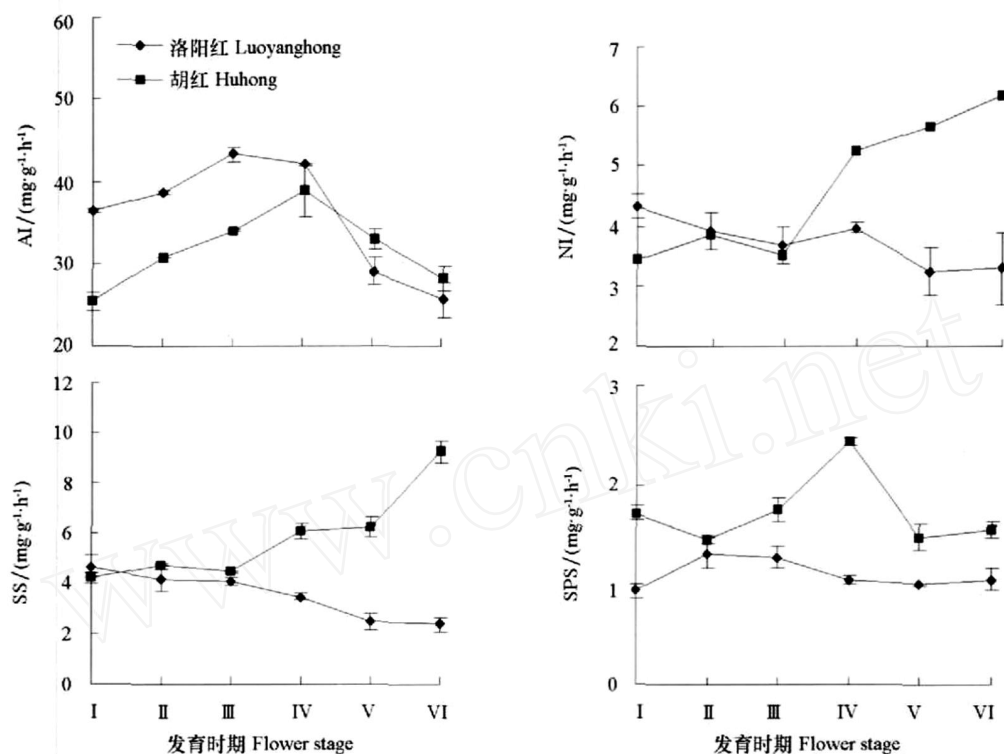 60
50
40
30
20
AI/(mg·g⁻¹·h⁻¹)
洛阳红 Luoyanghong
胡红 Huhong
7
6
5
4
3
2
NI/(mg·g⁻¹·h⁻¹)
12
10
8
6
4
2
0
SS/(mg·g⁻¹·h⁻¹)
Ⅰ Ⅱ Ⅲ Ⅳ Ⅴ Ⅵ
发育时期 Flower stage
3
2
1
0
SPS/(mg·g⁻¹·h⁻¹)
Ⅰ Ⅱ Ⅲ Ⅳ Ⅴ Ⅵ
发育时期 Flower stage
www.cnki.net